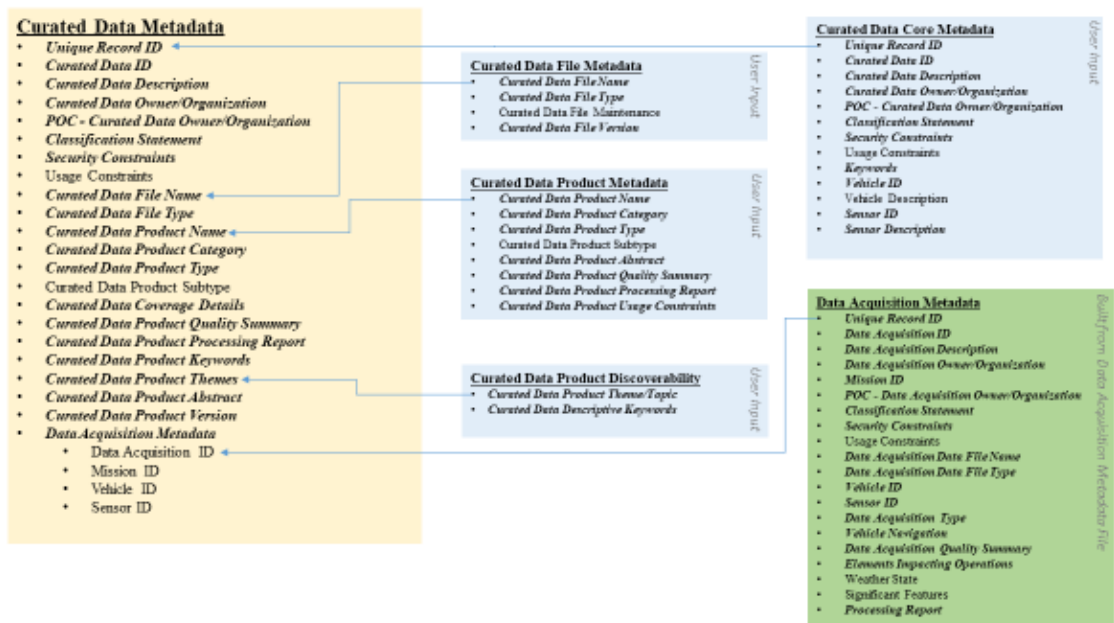 Curated Data Metadata
• Unique Record ID
• Curated Data ID
• Curated Data Description
• Curated Data Owner/Organization
• POC - Curated Data Owner/Organization
• Classification Statement
• Security Constraints
• Usage Constraints
• Curated Data File Name
• Curated Data File Type
• Curated Data Product Name
• Curated Data Product Category
• Curated Data Product Type
• Curated Data Product Subtype
• Curated Data Coverage Details
• Curated Data Product Quality Summary
• Curated Data Product Processing Report
• Curated Data Product Keywords
• Curated Data Product Themes
• Curated Data Product Abstract
• Curated Data Product Version
• Data Acquisition Metadata
• Data Acquisition ID
• Mission ID
• Vehicle ID
• Sensor ID
Curated Data File Metadata
• Curated Data File Name
• Curated Data File Type
• Curated Data File Maintenance
• Curated Data File Version
User Input
Curated Data Product Metadata
• Curated Data Product Name
• Curated Data Product Category
• Curated Data Product Type
• Curated Data Product Subtype
• Curated Data Product Abstract
• Curated Data Product Quality Summary
• Curated Data Product Processing Report
• Curated Data Product Usage Constraints
User Input
Curated Data Product Discoverability
• Curated Data Product Theme/Topic
• Curated Data Descriptive Keywords
User Input
Curated Data Core Metadata
• Unique Record ID
• Curated Data ID
• Curated Data Description
• Curated Data Owner/Organization
• POC - Curated Data Owner/Organization
• Classification Statement
• Security Constraints
• Usage Constraints
• Keywords
• Vehicle ID
• Vehicle Description
• Sensor ID
• Sensor Description
User Input
Data Acquisition Metadata
• Unique Record ID
• Data Acquisition ID
• Data Acquisition Description
• Data Acquisition Owner/Organization
• Mission ID
• POC - Data Acquisition Owner/Organization
• Classification Statement
• Security Constraints
• Usage Constraints
• Data Acquisition Data File Name
• Data Acquisition Data File Type
• Vehicle ID
• Sensor ID
• Data Acquisition Type
• Vehicle Navigation
• Data Acquisition Quality Summary
• Elements Impacting Operations
• Weather State
• Significant Features
• Processing Report
Built from Data Acquisition Metadata File